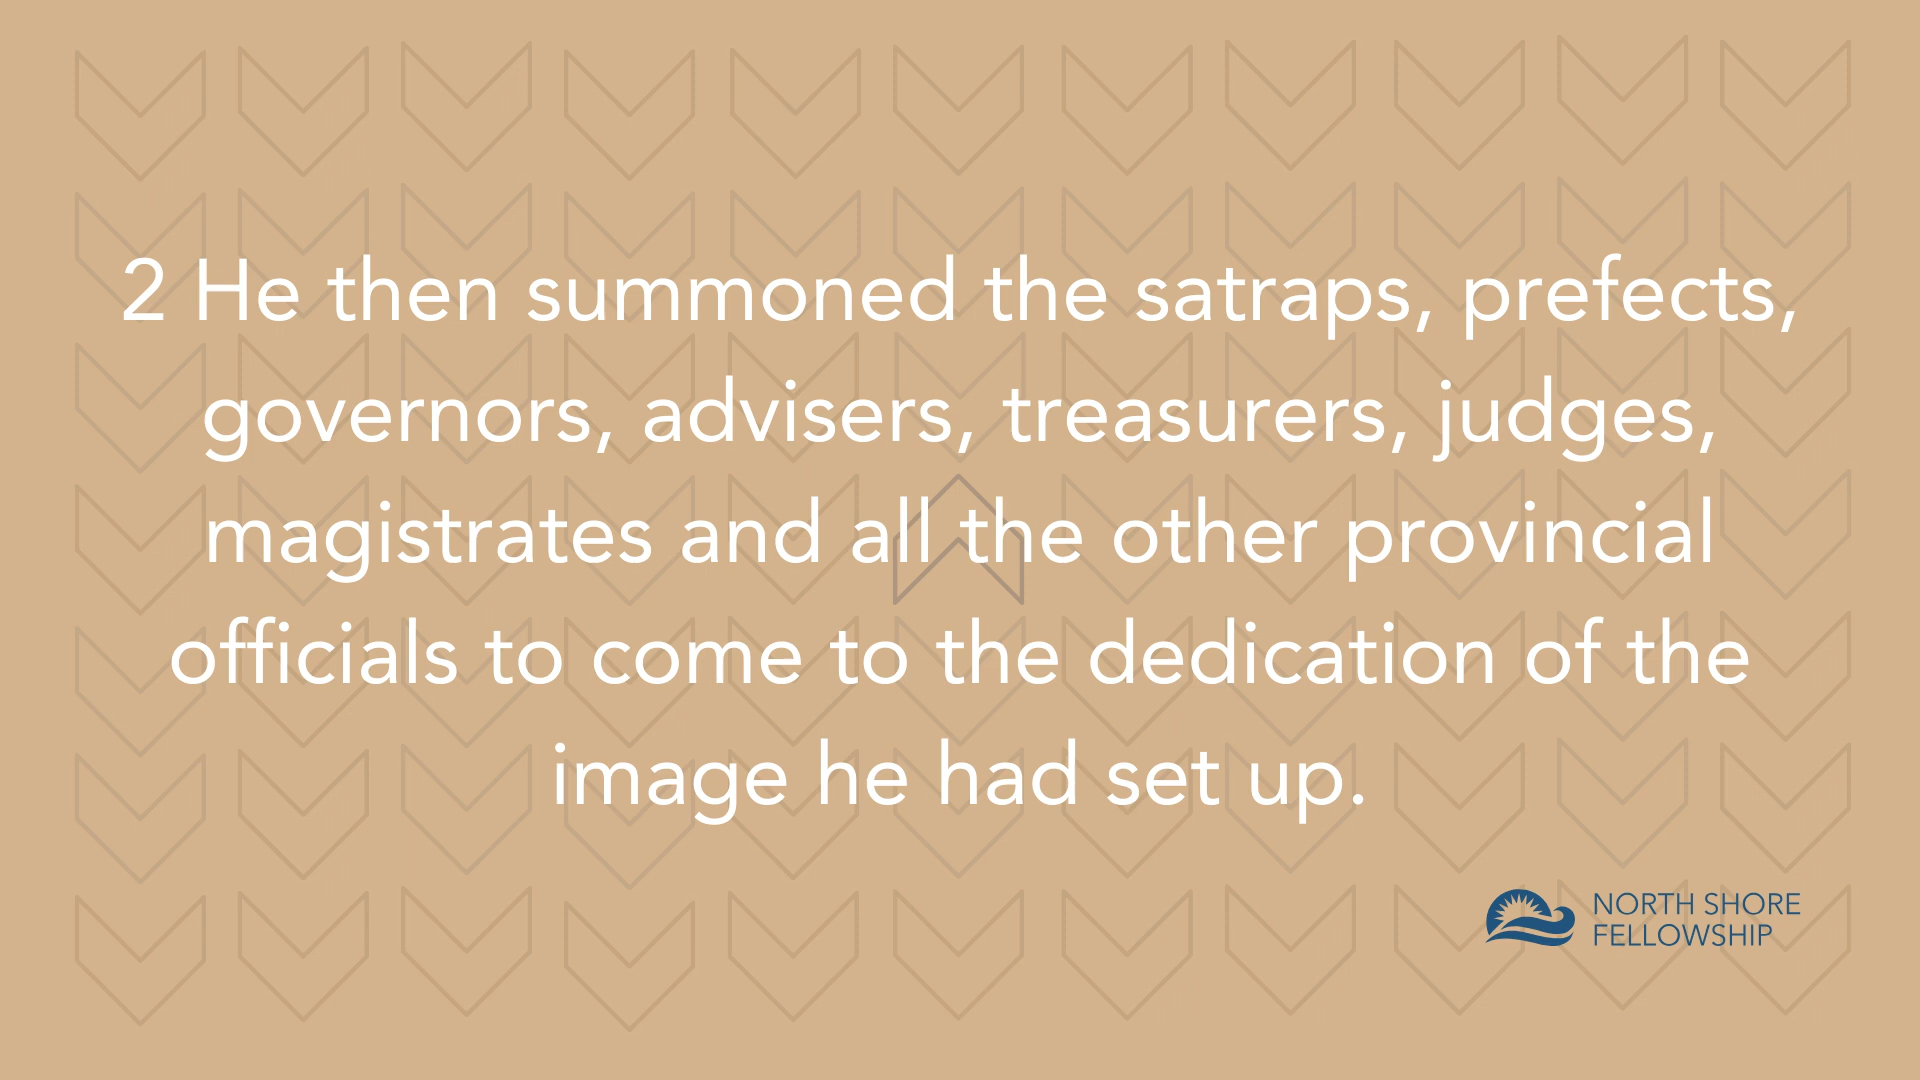 2 He then summoned the satraps, prefects,
governors, advisers, treasurers, judges,
magistrates and all the other provincial
officials to come to the dedication of the
image he had set up.
NORTH SHORE
FELLOWSHIP